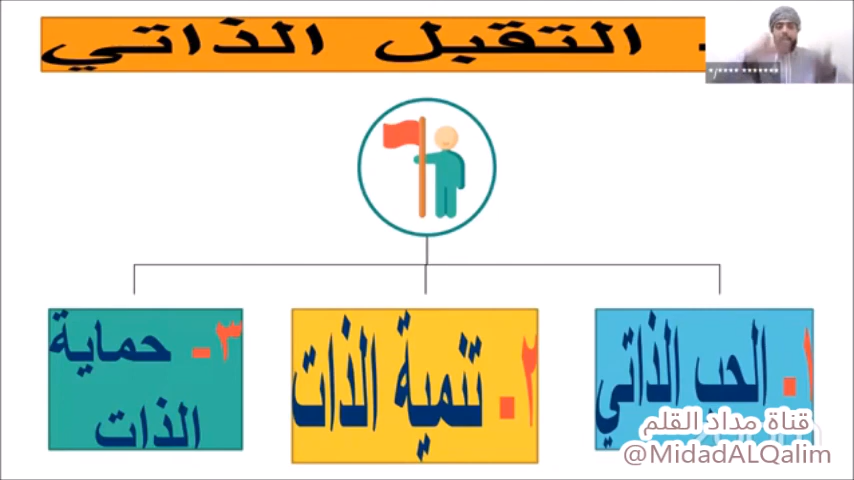 - التقبل الذاتي
*/**** *******
١- الحب الذاتي
٢- تنمية الذات
٣- حماية
الذات
قناة مداد القلم
@MidadALQalim